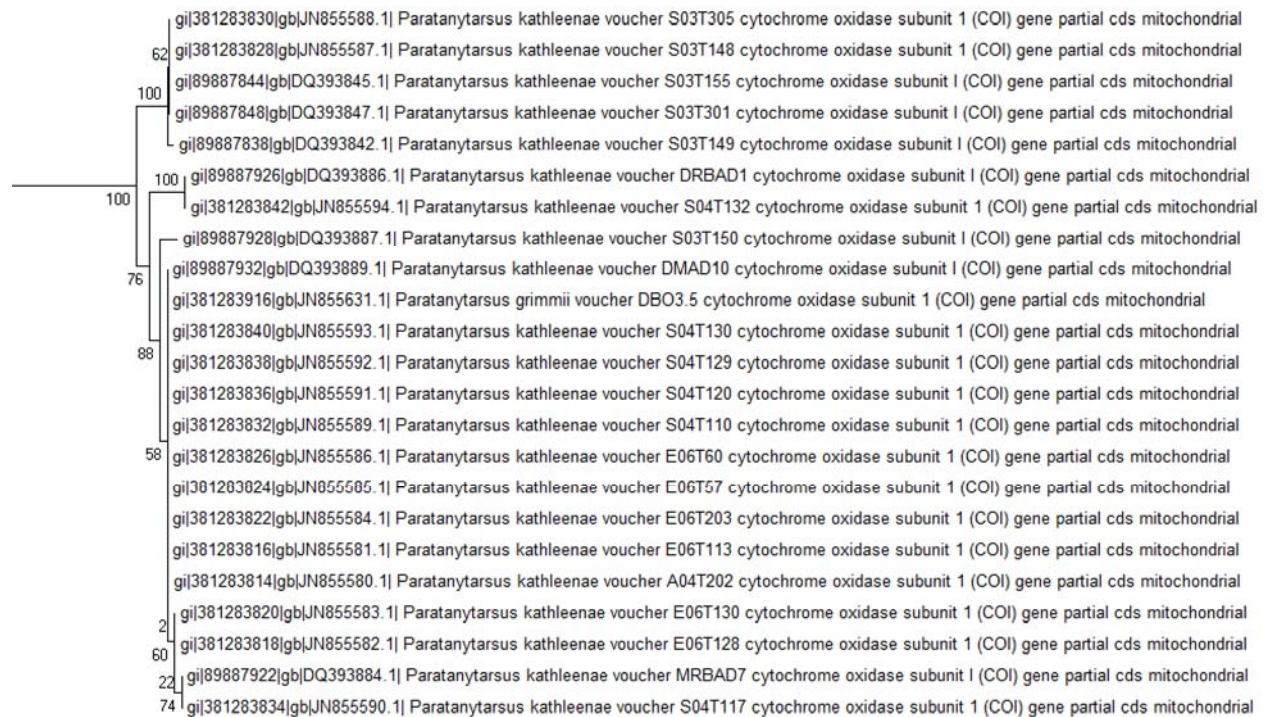 gi|381283830|gb|JN855588.1| Paratanytarsus kathleenae voucher S03T305 cytochrome oxidase subunit 1 (COI) gene partial cds mitochondrial
62
gi|381283828|gb|JN855587.1| Paratanytarsus kathleenae voucher S03T148 cytochrome oxidase subunit 1 (COI) gene partial cds mitochondrial
gi|89887844|gb|DQ393845.1| Paratanytarsus kathleenae voucher S03T155 cytochrome oxidase subunit I (COI) gene partial cds mitochondrial
100
gi|89887848|gb|DQ393847.1| Paratanytarsus kathleenae voucher S03T301 cytochrome oxidase subunit I (COI) gene partial cds mitochondrial
gi|89887838|gb|DQ393842.1| Paratanytarsus kathleenae voucher S03T149 cytochrome oxidase subunit I (COI) gene partial cds mitochondrial
100
gi|89887926|gb|DQ393886.1| Paratanytarsus kathleenae voucher DRBAD1 cytochrome oxidase subunit I (COI) gene partial cds mitochondrial
100
gi|381283842|gb|JN855594.1| Paratanytarsus kathleenae voucher S04T132 cytochrome oxidase subunit 1 (COI) gene partial cds mitochondrial
gi|89887928|gb|DQ393887.1| Paratanytarsus kathleenae voucher S03T150 cytochrome oxidase subunit I (COI) gene partial cds mitochondrial
gi|89887932|gb|DQ393889.1| Paratanytarsus kathleenae voucher DMAD10 cytochrome oxidase subunit I (COI) gene partial cds mitochondrial
76
gi|381283916|gb|JN855631.1| Paratanytarsus grimmii voucher DBO3.5 cytochrome oxidase subunit 1 (COI) gene partial cds mitochondrial
gi|381283840|gb|JN855593.1| Paratanytarsus kathleenae voucher S04T130 cytochrome oxidase subunit 1 (COI) gene partial cds mitochondrial
88
gi|381283838|gb|JN855592.1| Paratanytarsus kathleenae voucher S04T129 cytochrome oxidase subunit 1 (COI) gene partial cds mitochondrial
gi|381283836|gb|JN855591.1| Paratanytarsus kathleenae voucher S04T120 cytochrome oxidase subunit 1 (COI) gene partial cds mitochondrial
gi|381283832|gb|JN855589.1| Paratanytarsus kathleenae voucher S04T110 cytochrome oxidase subunit 1 (COI) gene partial cds mitochondrial
58
gi|381283826|gb|JN855586.1| Paratanytarsus kathleenae voucher E06T60 cytochrome oxidase subunit 1 (COI) gene partial cds mitochondrial
gi|381283824|gb|JN855585.1| Paratanytarsus kathleenae voucher E06T57 cytochrome oxidase subunit 1 (COI) gene partial cds mitochondrial
gi|381283822|gb|JN855584.1| Paratanytarsus kathleenae voucher E06T203 cytochrome oxidase subunit 1 (COI) gene partial cds mitochondrial
gi|381283816|gb|JN855581.1| Paratanytarsus kathleenae voucher E06T113 cytochrome oxidase subunit 1 (COI) gene partial cds mitochondrial
gi|381283814|gb|JN855580.1| Paratanytarsus kathleenae voucher A04T202 cytochrome oxidase subunit 1 (COI) gene partial cds mitochondrial
gi|381283820|gb|JN855583.1| Paratanytarsus kathleenae voucher E06T130 cytochrome oxidase subunit 1 (COI) gene partial cds mitochondrial
2
gi|381283818|gb|JN855582.1| Paratanytarsus kathleenae voucher E06T128 cytochrome oxidase subunit 1 (COI) gene partial cds mitochondrial
60
gi|89887922|gb|DQ393884.1| Paratanytarsus kathleenae voucher MRBAD7 cytochrome oxidase subunit I (COI) gene partial cds mitochondrial
22
74
gi|381283834|gb|JN855590.1| Paratanytarsus kathleenae voucher S04T117 cytochrome oxidase subunit 1 (COI) gene partial cds mitochondrial